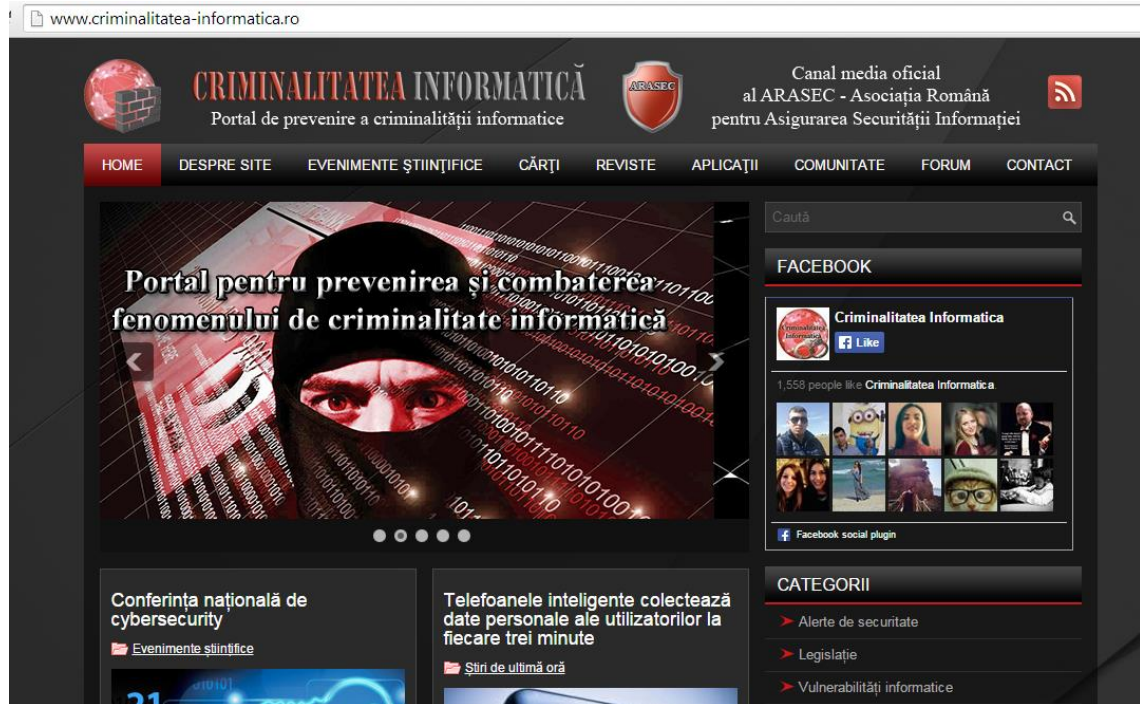 www.criminalitatea-informatica.ro
CRIMINALITATEA INFORMATICĂ
Portal de prevenire a criminalității informatice
ARASEC
Canal media oficial
al ARASEC - Asociația Română
pentru Asigurarea Securității Informației
HOME DESPRE SITE EVENIMENTE ŞTIINŢIFICE CĂRŢI REVISTE APLICAŢII COMUNITATE FORUM CONTACT
Portal pentru prevenirea și combaterea
fenomenului de criminalitate informatică
Caută
FACEBOOK
Criminalitatea Informatica
Like
1,558 people like Criminalitatea Informatica.
Facebook social plugin
Conferința națională de
cybersecurity
Evenimente științifice
21
Telefoanele inteligente colectează
date personale ale utilizatorilor la
fiecare trei minute
Știri de ultimă oră
CATEGORII
Alerte de securitate
Legislație
Vulnerabilități informatice